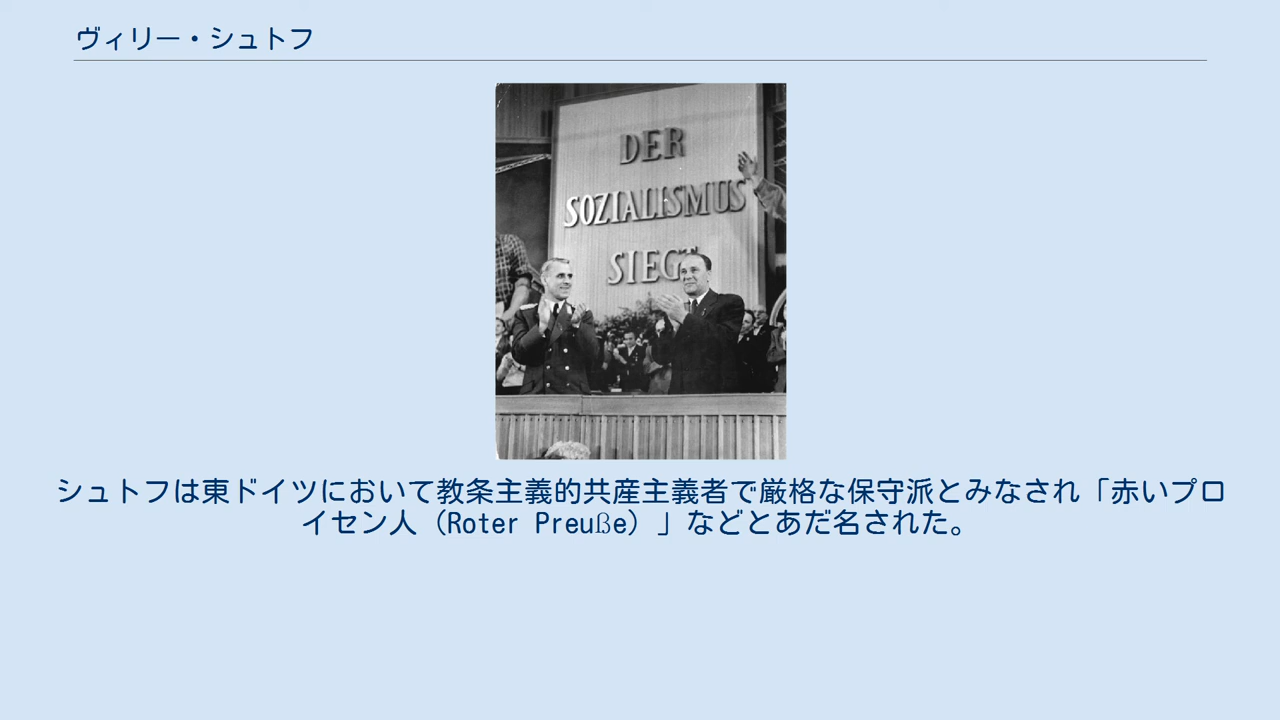 ヴィリー・シュトフ
DER
SOZIALISMUS
SIEGT
シュトフは東ドイツにおいて教条主義的共産主義者で厳格な保守派とみなされ「赤いプロ
イセン人（Roter Preuße）」などとあだ名された。